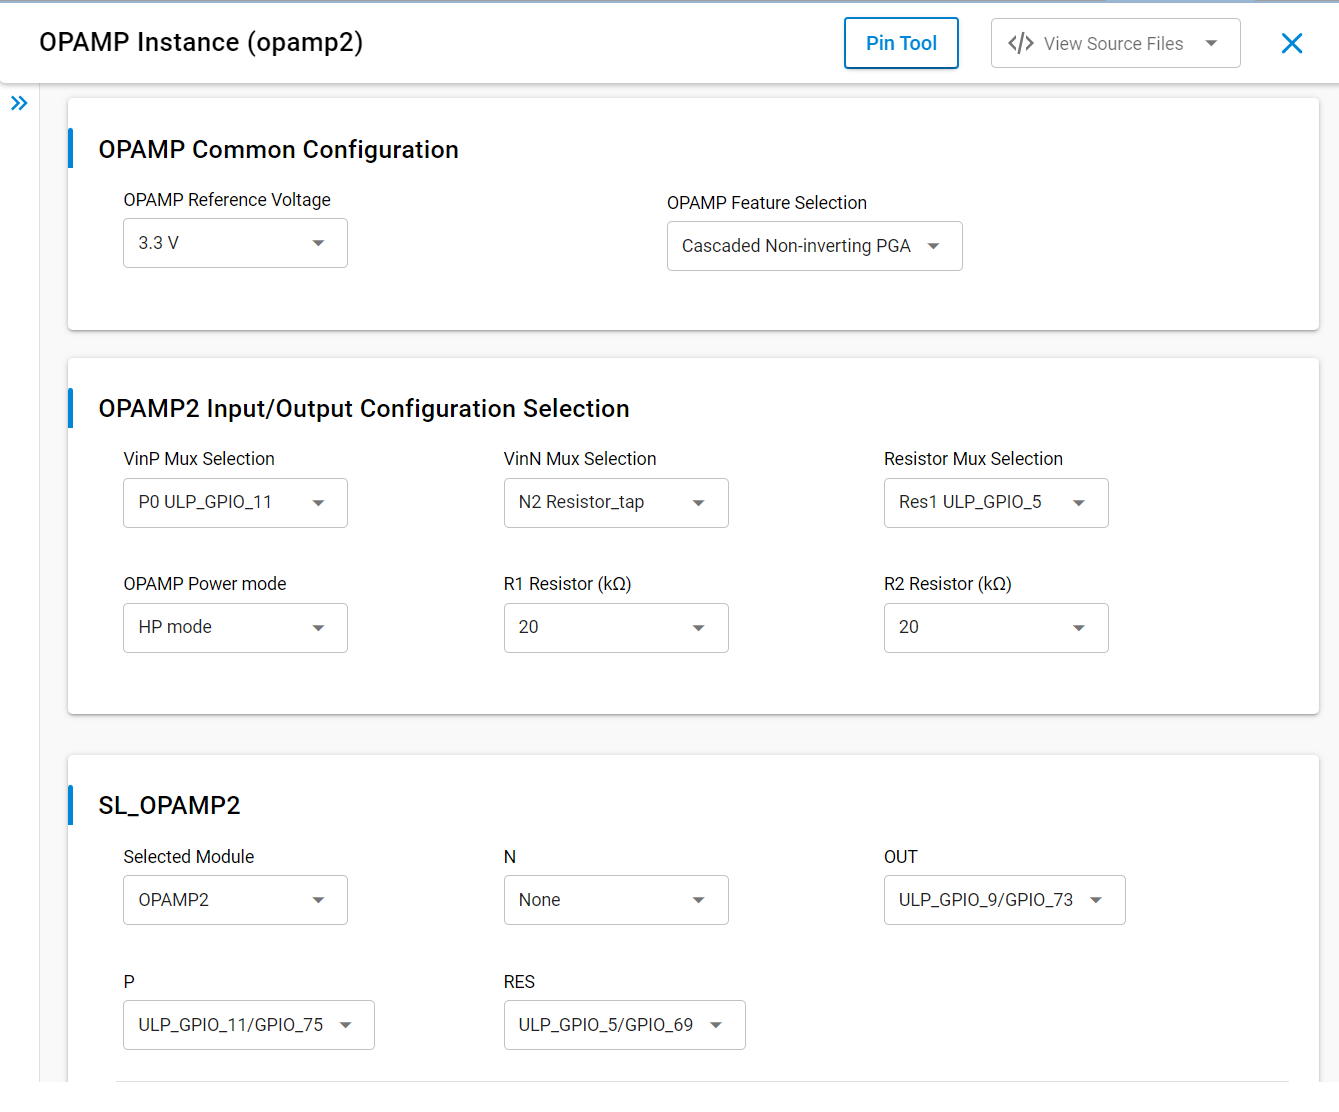 OPAMP Instance (opamp2)
Pin Tool
</> View Source Files
OPAMP Common Configuration
OPAMP Reference Voltage
OPAMP Feature Selection
3.3 V
Cascaded Non-inverting PGA
OPAMP2 Input/Output Configuration Selection
VinP Mux Selection
VinN Mux Selection
Resistor Mux Selection
P0 ULP_GPIO_11
N2 Resistor_tap
Res1 ULP_GPIO_5
OPAMP Power mode
R1 Resistor (kΩ)
R2 Resistor (kΩ)
HP mode
20
20
SL_OPAMP2
Selected Module
N
OUT
OPAMP2
None
ULP_GPIO_9/GPIO_73
P
RES
ULP_GPIO_11/GPIO_75
ULP_GPIO_5/GPIO_69